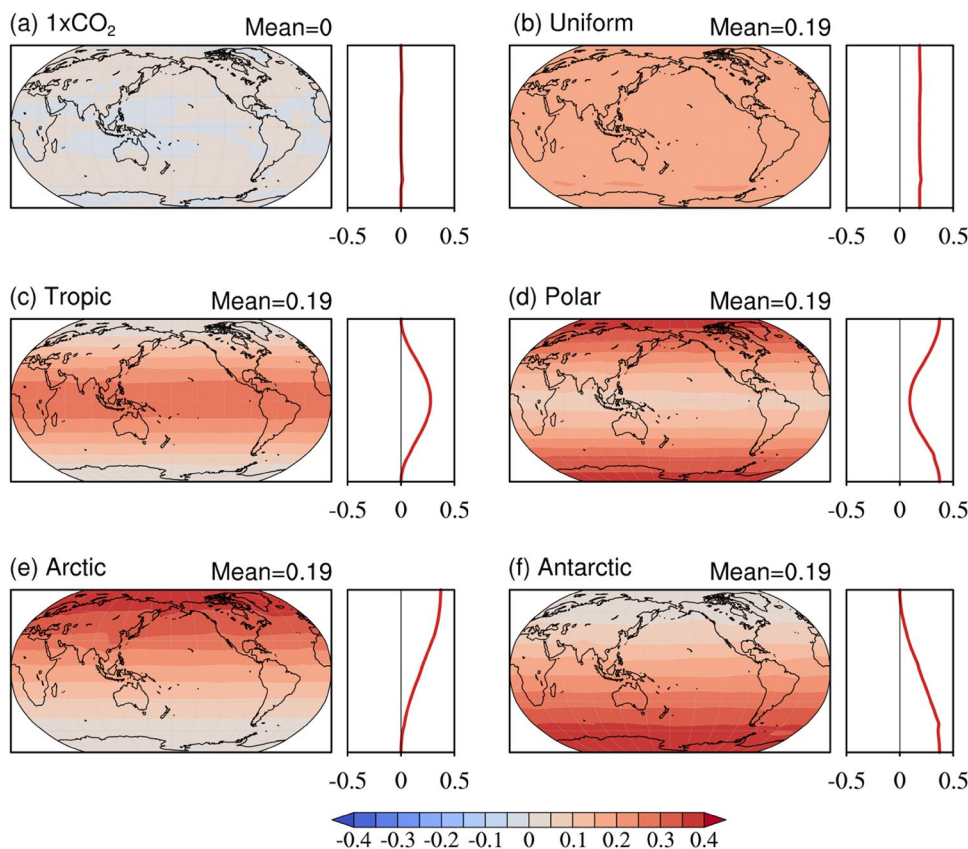 (a) 1xCO₂ Mean=0
(b) Uniform Mean=0.19
-0.5 0 0.5
-0.5 0 0.5
(c) Tropic Mean=0.19
(d) Polar Mean=0.19
-0.5 0 0.5
-0.5 0 0.5
(e) Arctic Mean=0.19
(f) Antarctic Mean=0.19
-0.5 0 0.5
-0.5 0 0.5
-0.4 -0.3 -0.2 -0.1 0 0.1 0.2 0.3 0.4